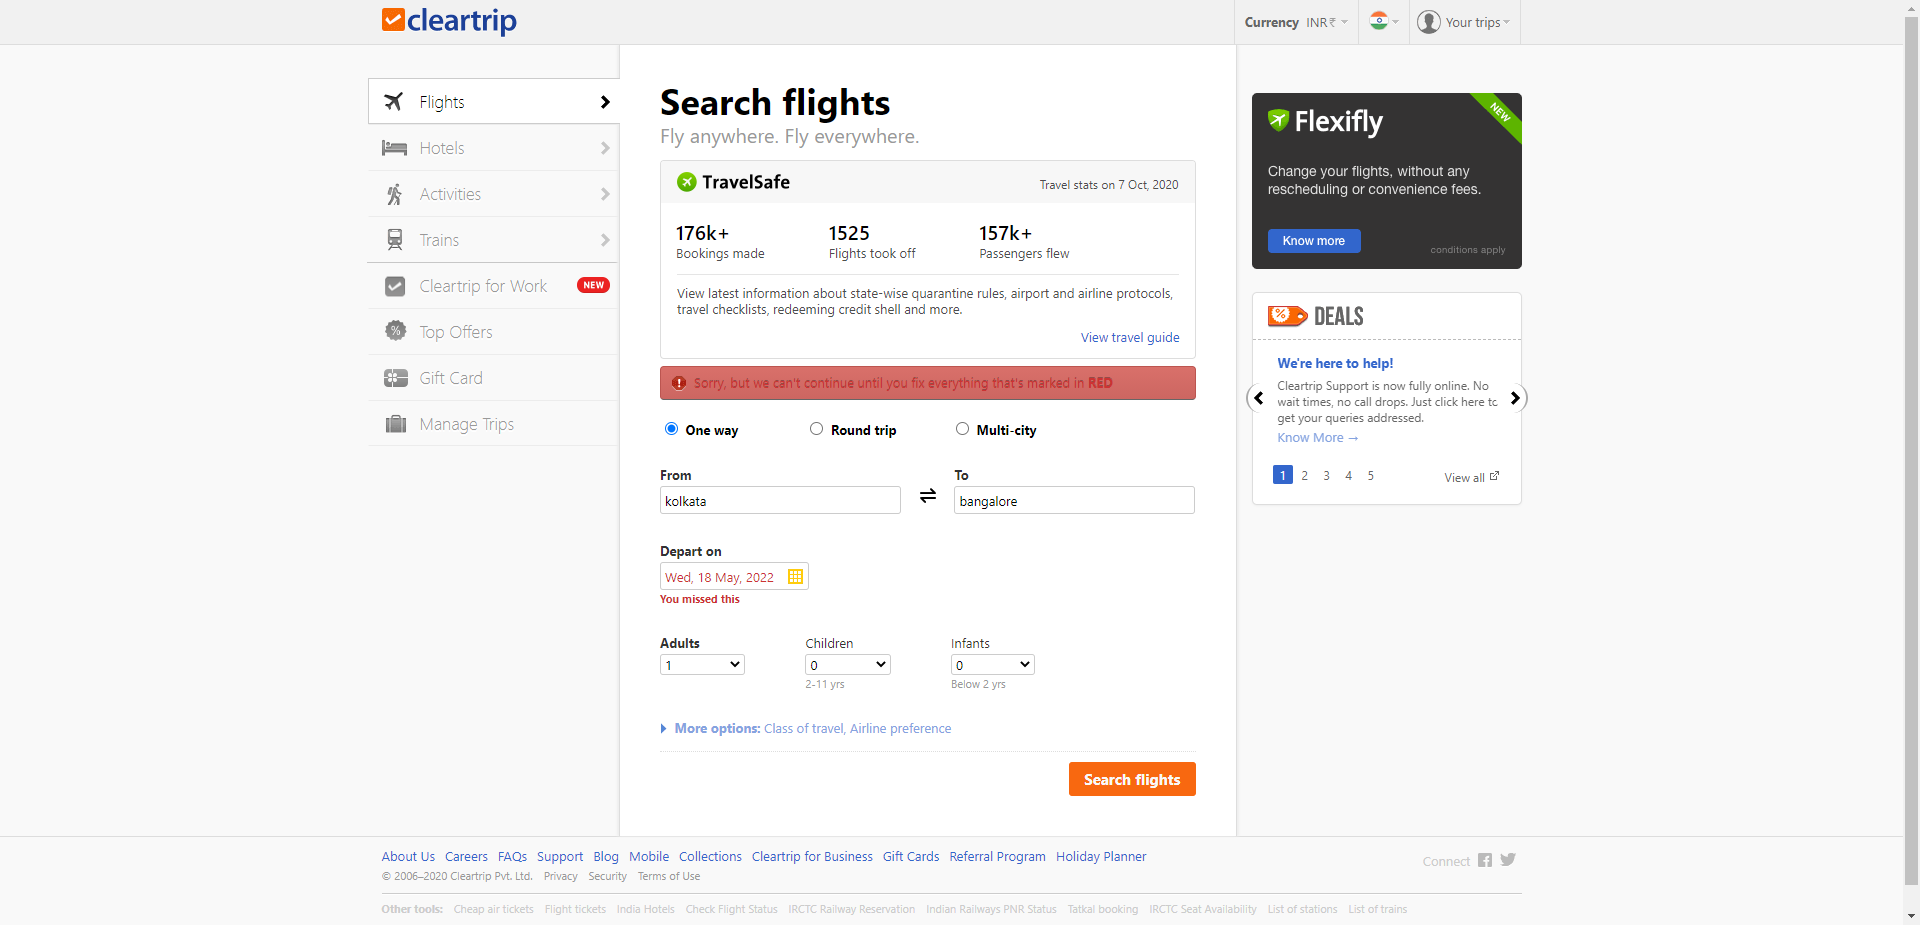 cleartrip
Currency INR₹
Your trips
Flights
Hotels
Activities
Trains
Cleartrip for Work NEW
Top Offers
Gift Card
Manage Trips
Search flights
Fly anywhere. Fly everywhere.
TravelSafe
Travel stats on 7 Oct, 2020
176k+ 1525 157k+
Bookings made Flights took off Passengers flew
View latest information about state-wise quarantine rules, airport and airline protocols,
travel checklists, redeeming credit shell and more.
View travel guide
Sorry, but we can't continue until you fix everything that's marked in RED
One way Round trip Multi-city
From To
kolkata bangalore
Depart on
Wed, 18 May, 2022
You missed this
Adults Children Infants
1 0 0
2-11 yrs Below 2 yrs
More options: Class of travel, Airline preference
Search flights
Flexifly
NEW
Change your flights, without any
rescheduling or convenience fees.
Know more
conditions apply
% DEALS
We're here to help!
Cleartrip Support is now fully online. No
wait times, no call drops. Just click here to
get your queries addressed.
Know More →
1 2 3 4 5 View all
About Us Careers FAQs Support Blog Mobile Collections Cleartrip for Business Gift Cards Referral Program Holiday Planner
© 2006–2020 Cleartrip Pvt. Ltd. Privacy Security Terms of Use
Connect
Other tools: Cheap air tickets Flight tickets India Hotels Check Flight Status IRCTC Railway Reservation Indian Railways PNR Status Tatkal booking IRCTC Seat Availability List of stations List of trains